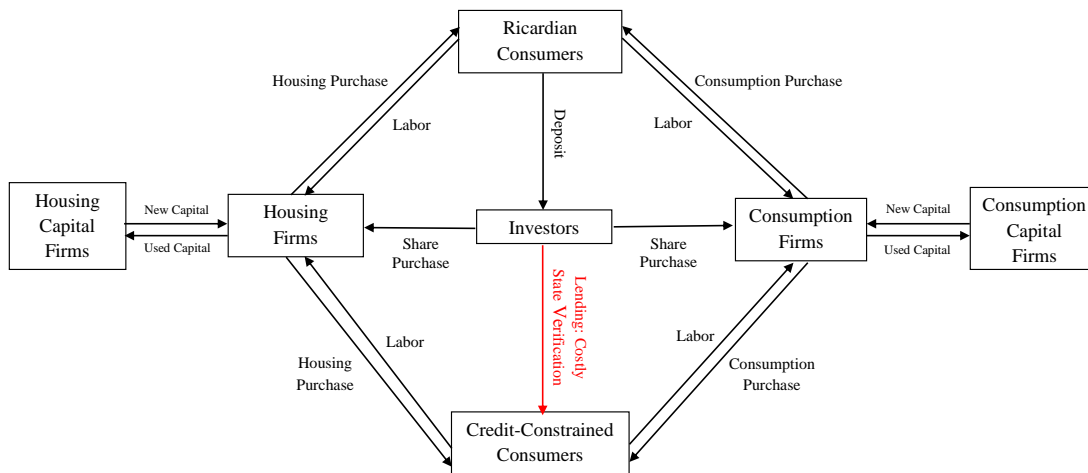 Ricardian
Consumers
Housing Purchase
Consumption Purchase
Labor
Labor
Deposit
Housing
Capital
Firms
New Capital
Used Capital
Housing
Firms
Share
Purchase
Investors
Share
Purchase
Consumption
Firms
New Capital
Used Capital
Consumption
Capital
Firms
Lending: Costly
State Verification
Housing
Purchase
Labor
Labor
Consumption
Purchase
Credit-Constrained
Consumers